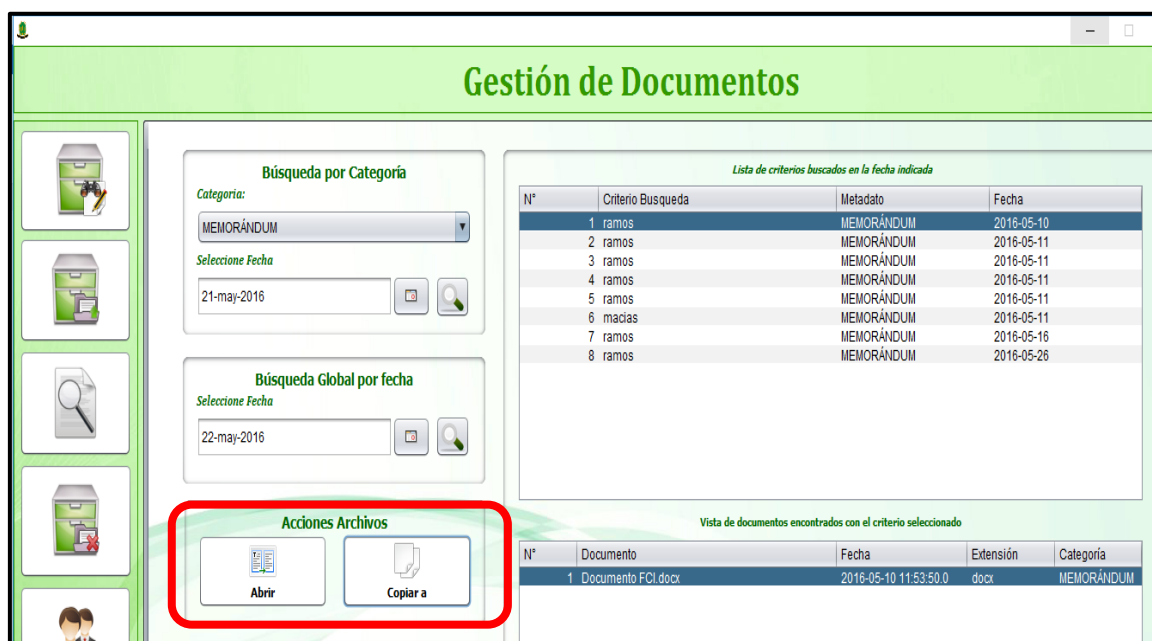 Gestión de Documentos
Búsqueda por Categoría
Categoria:
MEMORÁNDUM
Seleccione Fecha
21-may-2016
Búsqueda Global por fecha
Seleccione Fecha
22-may-2016
Acciones Archivos
Abrir Copiar a
Lista de criterios buscados en la fecha indicada
N° Criterio Busqueda Metadato Fecha
1 ramos MEMORÁNDUM 2016-05-10
2 ramos MEMORÁNDUM 2016-05-11
3 ramos MEMORÁNDUM 2016-05-11
4 ramos MEMORÁNDUM 2016-05-11
5 ramos MEMORÁNDUM 2016-05-11
6 macias MEMORÁNDUM 2016-05-11
7 ramos MEMORÁNDUM 2016-05-16
8 ramos MEMORÁNDUM 2016-05-26
Vista de documentos encontrados con el criterio seleccionado
N° Documento Fecha Extensión Categoría
1 Documento FCI.docx 2016-05-10 11:53:50.0 docx MEMORÁNDUM